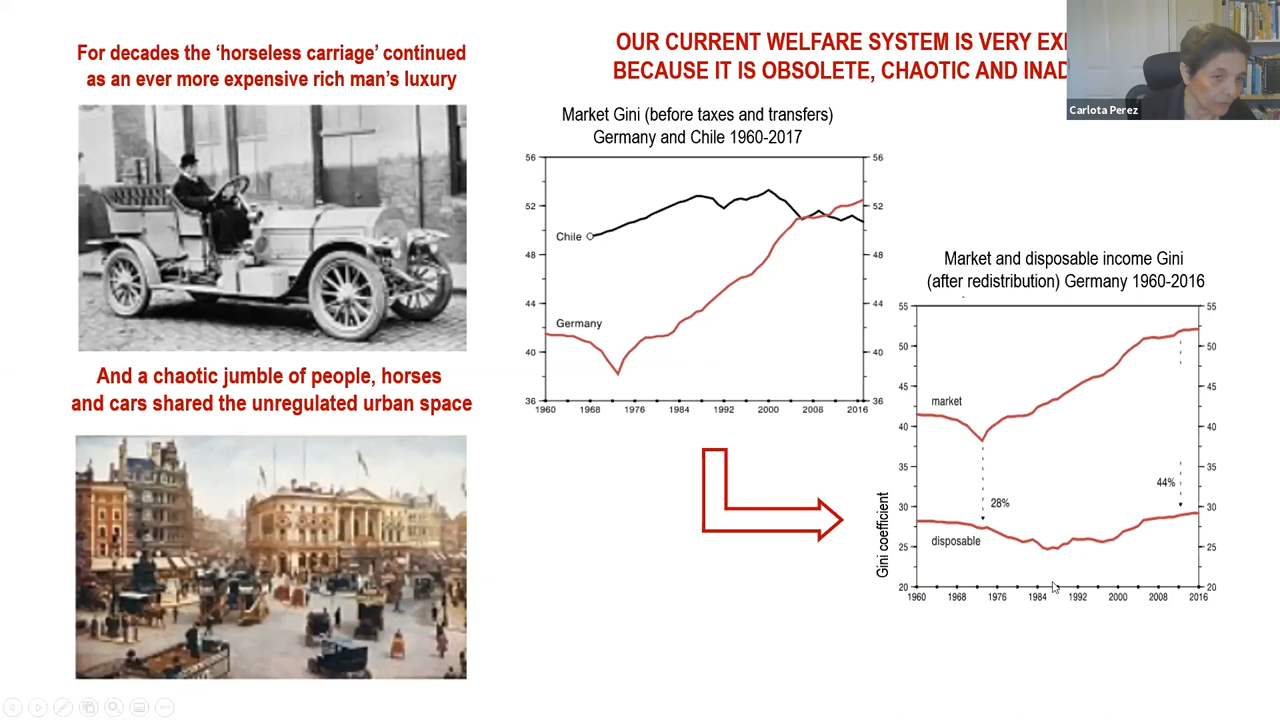 For decades the ‘horseless carriage’ continued
as an ever more expensive rich man’s luxury
And a chaotic jumble of people, horses
and cars shared the unregulated urban space
OUR CURRENT WELFARE SYSTEM IS VERY
BECAUSE IT IS OBSOLETE, CHAOTIC AND
Carlota Perez
Market Gini (before taxes and transfers)
Germany and Chile 1960-2017
56 56
52 52
48 48
44 44
40 40
36 36
Chile
Germany
1960 1968 1976 1984 1992 2000 2008 2016
Market and disposable income Gini
(after redistribution) Germany 1960-2016
55 55
50 50
45 45
40 40
35 35
30 30
25 25
20 20
market
44%
28%
disposable
Gini coefficient
1960 1968 1976 1984 1992 2000 2008 2016